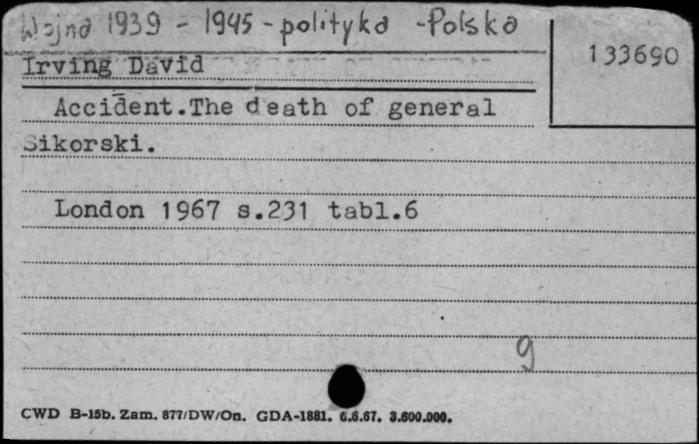 Wojna 1939 - 1945 - polityka - Polska
133690
Irving David
Accident.The death of general
Sikorski.
London 1967 s.231 tabl.6
9
CWD B-15b. Zam. 877/DW/On. GDA-1881. 6.6.67. 3.600.000.